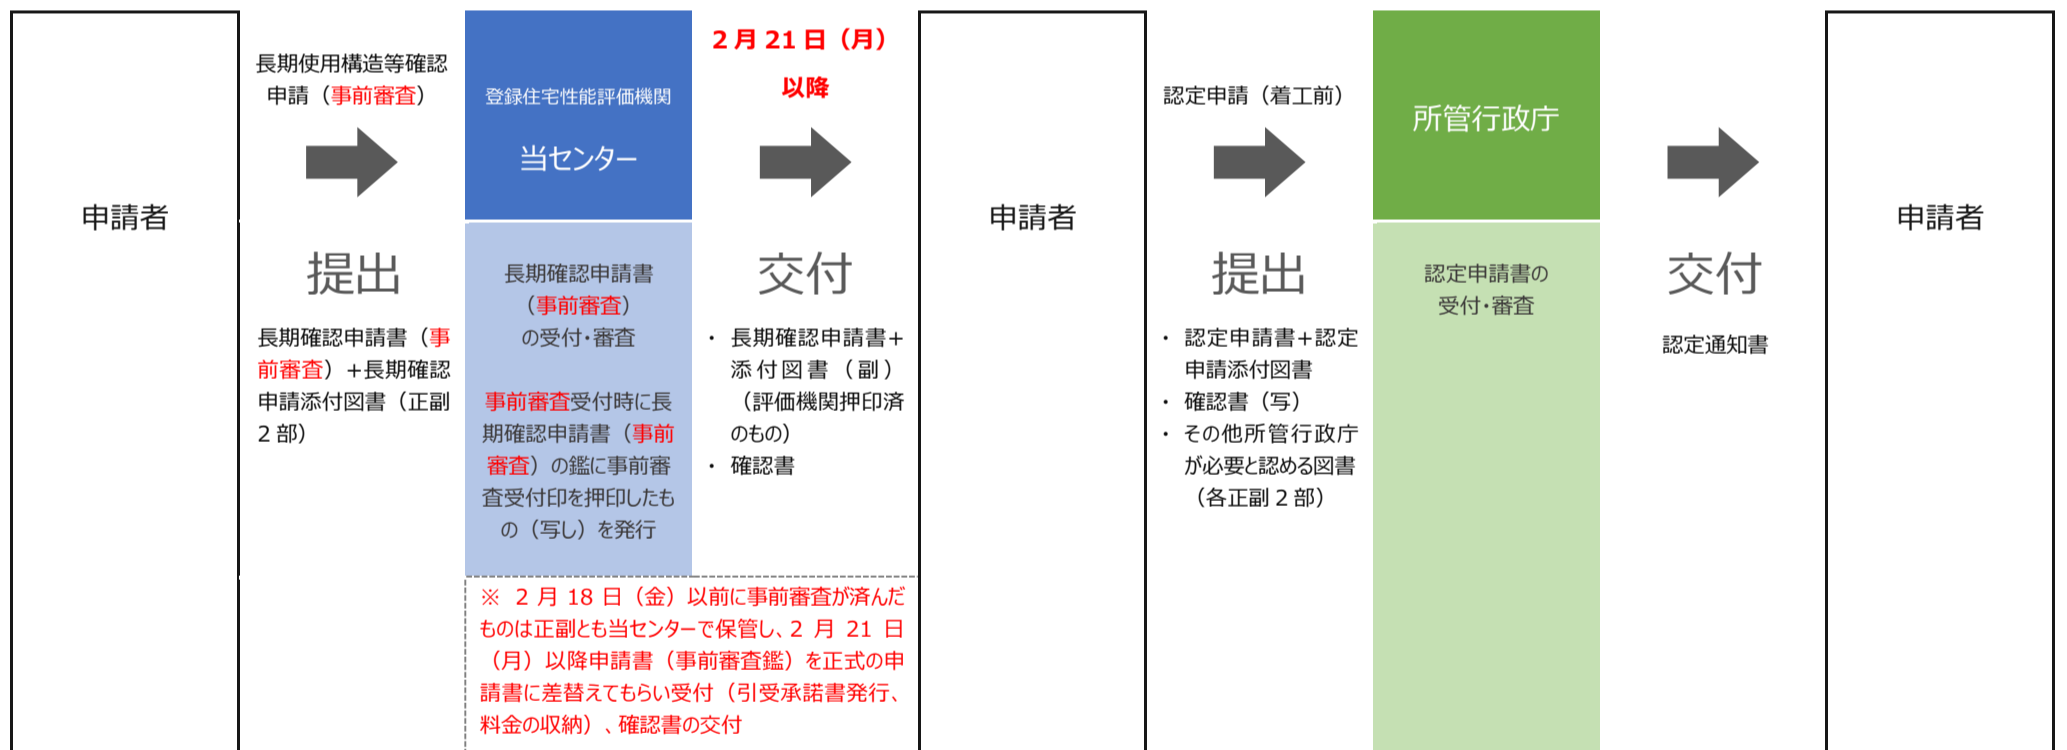 申請者
長期使用構造等確認
申請（事前審査）
提出
長期確認申請書（事
前審査）+長期確認
申請添付図書（正副
2 部）
登録住宅性能評価機関
当センター
長期確認申請書
（事前審査）
の受付・審査
事前審査受付時に長
期確認申請書（事前
審査）の鑑に事前審
査受付印を押印したも
の（写し）を発行
2 月 21 日（月）
以降
交付
・ 長期確認申請書+
添付図書（副）
（評価機関押印済
のもの）
・ 確認書
※ 2 月 18 日（金）以前に事前審査が済んだ
ものは正副とも当センターで保管し、2 月 21 日
（月）以降申請書（事前審査鑑）を正式の申
請書に差替えてもらい受付（引受承諾書発行、
料金の収納）、確認書の交付
申請者
認定申請（着工前）
提出
・ 認定申請書+認定
申請添付図書
・ 確認書（写）
・ その他所管行政庁
が必要と認める図書
（各正副 2 部）
所管行政庁
認定申請書の
受付・審査
交付
認定通知書
申請者